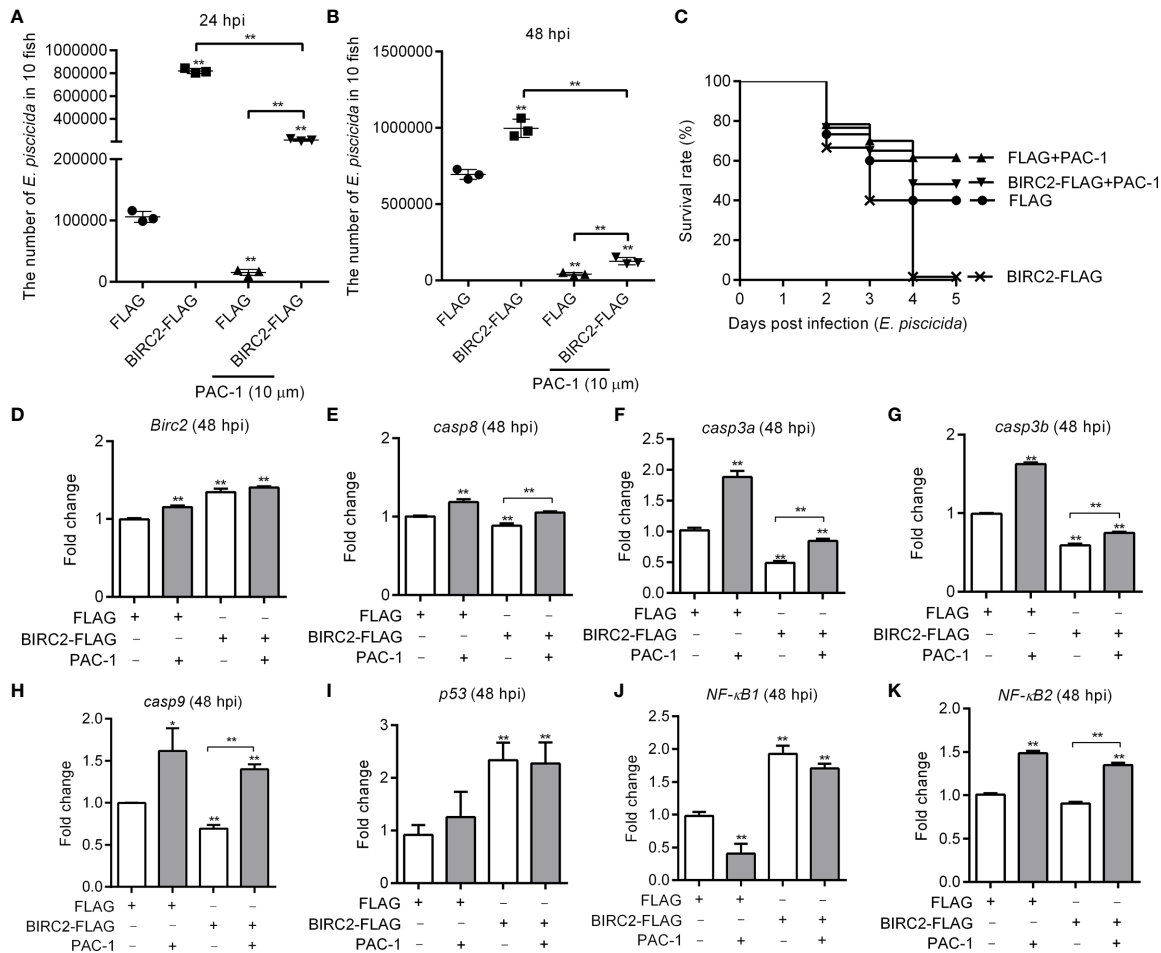 A
24 hpi
The number of E. piscicida in 10 fish
1000000
800000
600000
400000
200000
200000
100000
0
**
**
**
**
**
FLAG
BIRC2-FLAG
FLAG
BIRC2-FLAG
PAC-1 (10 μm)
B
48 hpi
The number of E. piscicida in 10 fish
1500000
1000000
500000
0
**
**
**
**
**
FLAG
BIRC2-FLAG
FLAG
BIRC2-FLAG
PAC-1 (10 μm)
C
Survival rate (%)
100
80
60
40
20
0
0 1 2 3 4 5
Days post infection (E. piscicida)
FLAG+PAC-1
BIRC2-FLAG+PAC-1
FLAG
BIRC2-FLAG
D
Birc2 (48 hpi)
Fold change
2
1
0
** ** **
FLAG + + – –
BIRC2-FLAG – – + +
PAC-1 – + – +
E
casp8 (48 hpi)
Fold change
2
1
0
** ** **
FLAG + + – –
BIRC2-FLAG – – + +
PAC-1 – + – +
F
casp3a (48 hpi)
Fold change
2.5
2.0
1.5
1.0
0.5
0.0
** ** ** **
FLAG + + – –
BIRC2-FLAG – – + +
PAC-1 – + – +
G
casp3b (48 hpi)
Fold change
2
1
0
** ** ** **
FLAG + + – –
BIRC2-FLAG – – + +
PAC-1 – + – +
H
casp9 (48 hpi)
Fold change
2.0
1.5
1.0
0.5
0.0
* ** ** **
FLAG + + – –
BIRC2-FLAG – – + +
PAC-1 – + – +
I
p53 (48 hpi)
Fold change
3
2
1
0
** **
FLAG + + – –
BIRC2-FLAG – – + +
PAC-1 – + – +
J
NF-κB1 (48 hpi)
Fold change
2.5
2.0
1.5
1.0
0.5
0.0
** ** **
FLAG + + – –
BIRC2-FLAG – – + +
PAC-1 – + – +
K
NF-κB2 (48 hpi)
Fold change
2.0
1.5
1.0
0.5
0.0
** ** **
FLAG + + – –
BIRC2-FLAG – – + +
PAC-1 – + – +